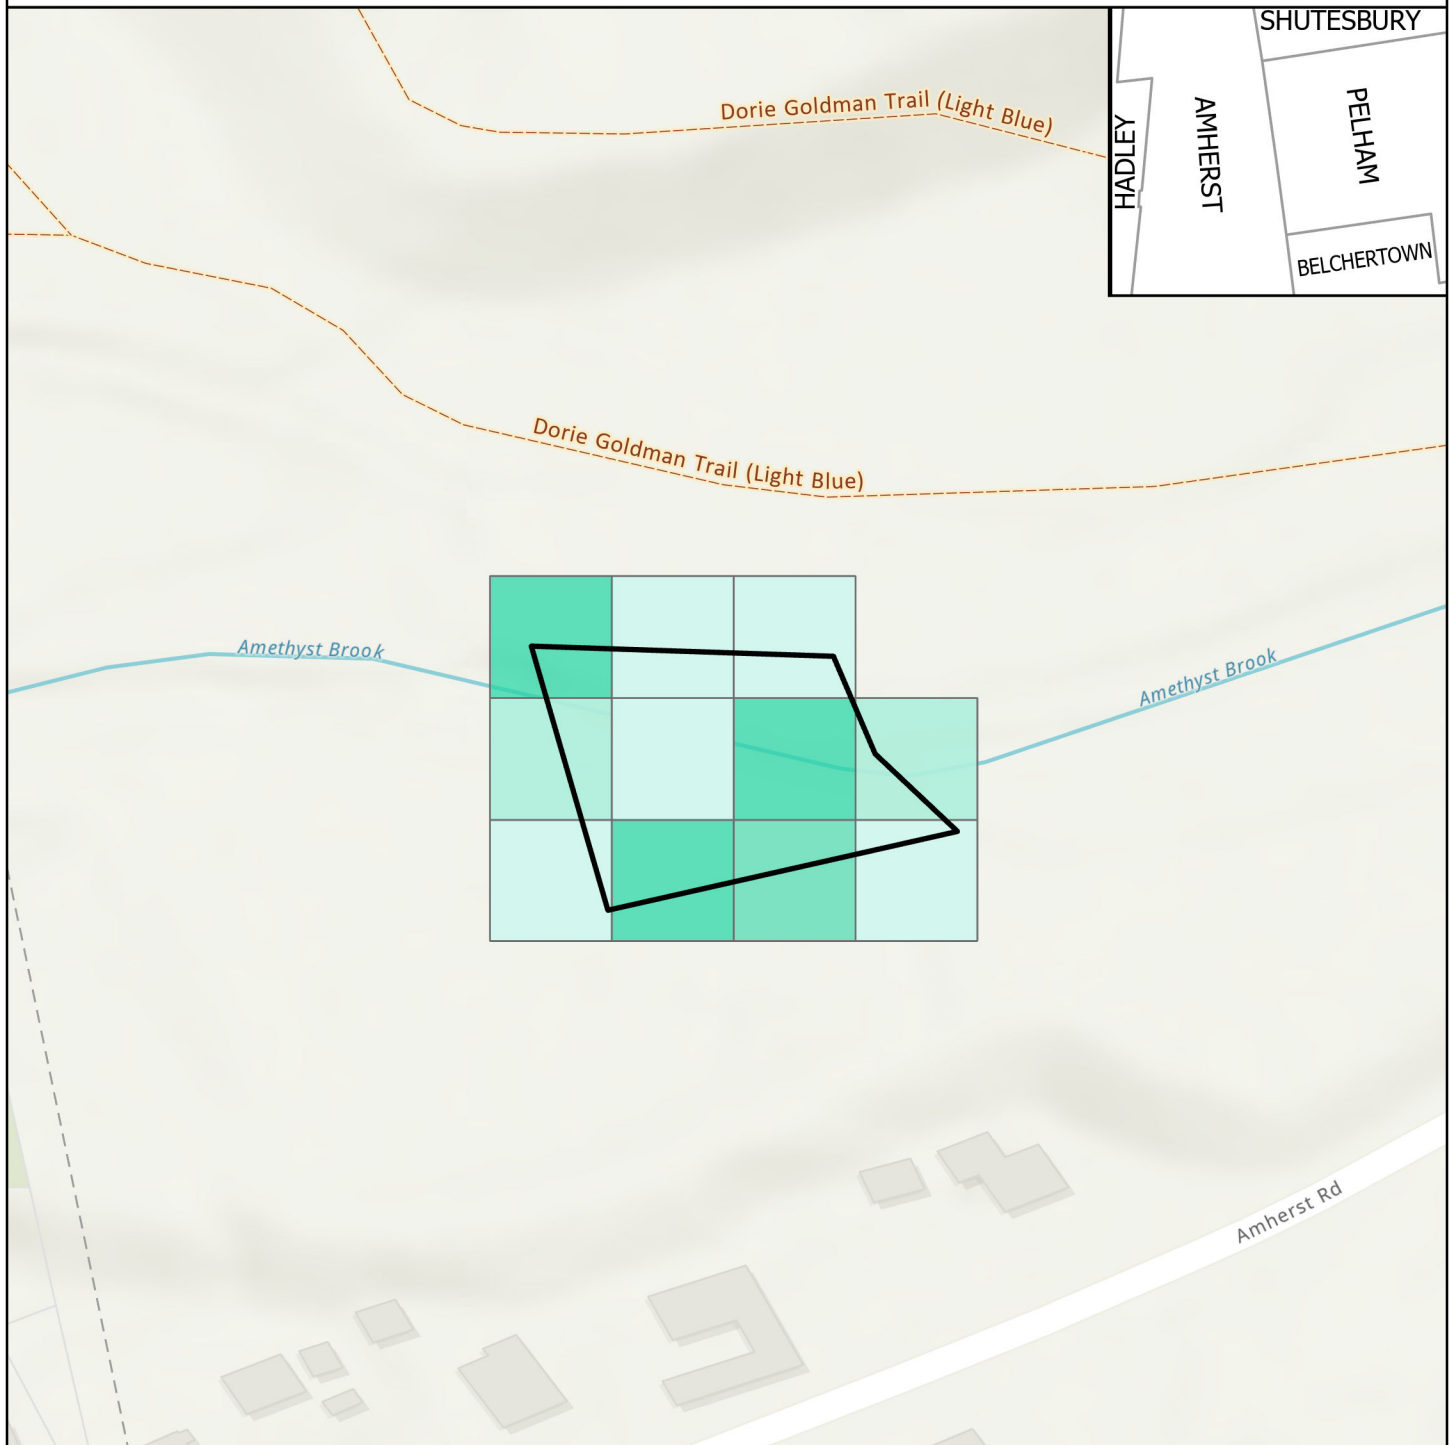 SHUTESBURY
PELHAM
AMHERST
HADLEY
BELCHERTOWN
Dorie Goldman Trail (Light Blue)
Dorie Goldman Trail (Light Blue)
Amethyst Brook
Amethyst Brook
Amherst Rd